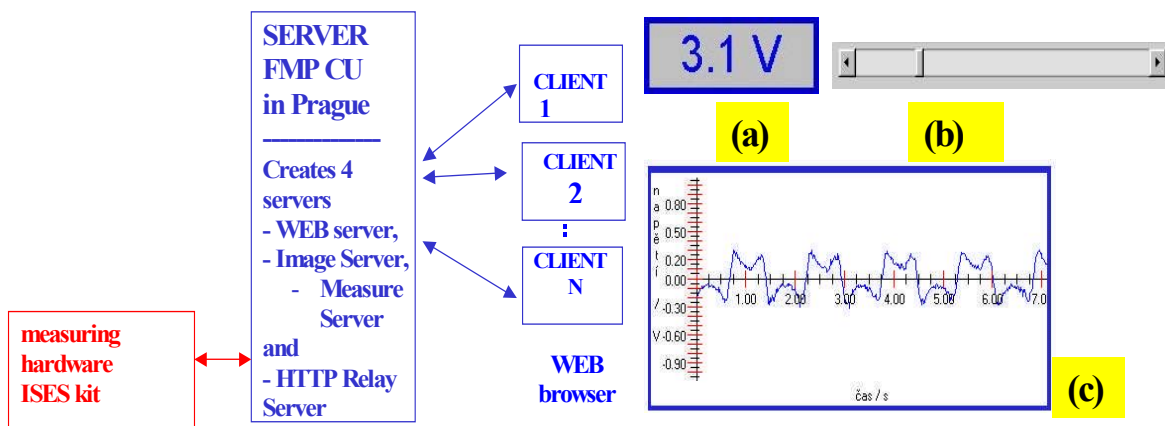 SERVER
FMP CU
in Prague
--------------
Creates 4
servers
- WEB server,
- Image Server,
- Measure
Server
and
- HTTP Relay
Server
measuring
hardware
ISES kit
CLIENT
1
CLIENT
2
:
CLIENT
N
WEB
browser
3.1 V
(a)
(b)
napětí / V
0.80
0.50
0.20
0.00
-0.30
-0.60
-0.90
1.00
2.00
3.00
4.00
5.00
6.00
7.0
čas / s
(c)